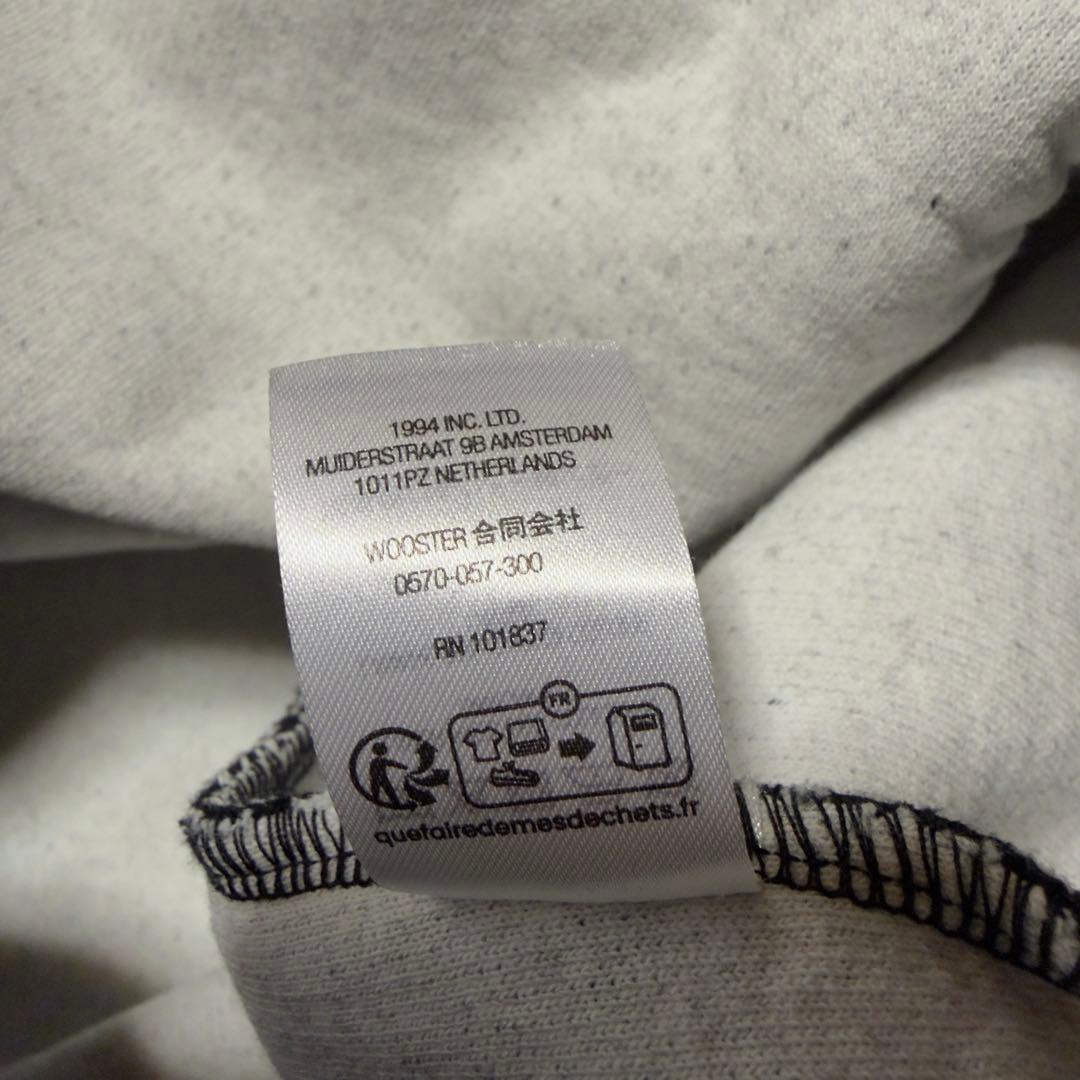 1994 INC. LTD.
MUIDERSTRAAT 9B AMSTERDAM
1011PZ NETHERLANDS
WOOSTER 合同会社
0570-057-300
RN 101837
FR
quefairedemesdechets.fr